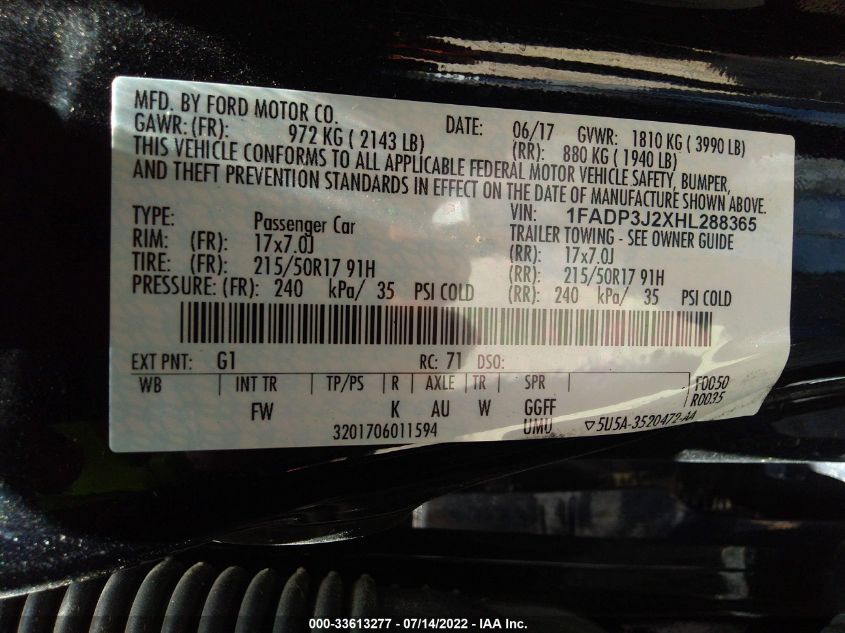 MFD. BY FORD MOTOR CO.
DATE: 06/17 GVWR: 1810 KG ( 3990 LB)
GAWR: (FR): 972 KG ( 2143 LB) (RR): 880 KG ( 1940 LB)
THIS VEHICLE CONFORMS TO ALL APPLICABLE FEDERAL MOTOR VEHICLE SAFETY, BUMPER,
AND THEFT PREVENTION STANDARDS IN EFFECT ON THE DATE OF MANUFACTURE SHOWN ABOVE.
VIN: 1FADP3J2XHL288365
TYPE: Passenger Car TRAILER TOWING - SEE OWNER GUIDE
RIM: (FR): 17x7.0J (RR): 17x7.0J
TIRE: (FR): 215/50R17 91H (RR): 215/50R17 91H
PRESSURE: (FR): 240 kPa/ 35 PSI COLD (RR): 240 kPa/ 35 PSI COLD
EXT PNT: G1 RC: 71 DSO:
WB INT TR TP/PS R AXLE TR SPR F0050
R0035
FW K AU W GGFF
3201706011594 UMU ▽5U5A-3520472-AA
000-33613277 - 07/14/2022 - IAA Inc.